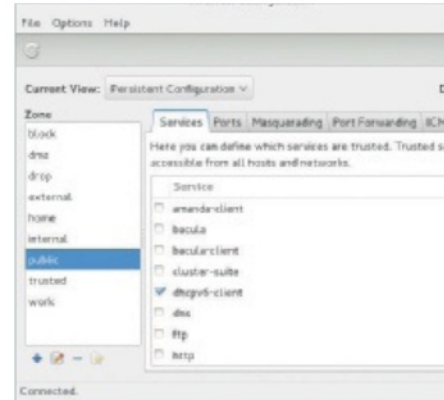 File Options Help
Current View: Persistent Configuration
Zone
block
dmz
drop
external
home
internal
public
trusted
work
Services Ports Masquerading Port Forwarding ICM
Here you can define which services are trusted. Trusted s
accessible from all hosts and networks.
Service
amanda-client
bacula
bacula-client
cluster-suite
dhcpv6-client
dns
ftp
http
Connected.